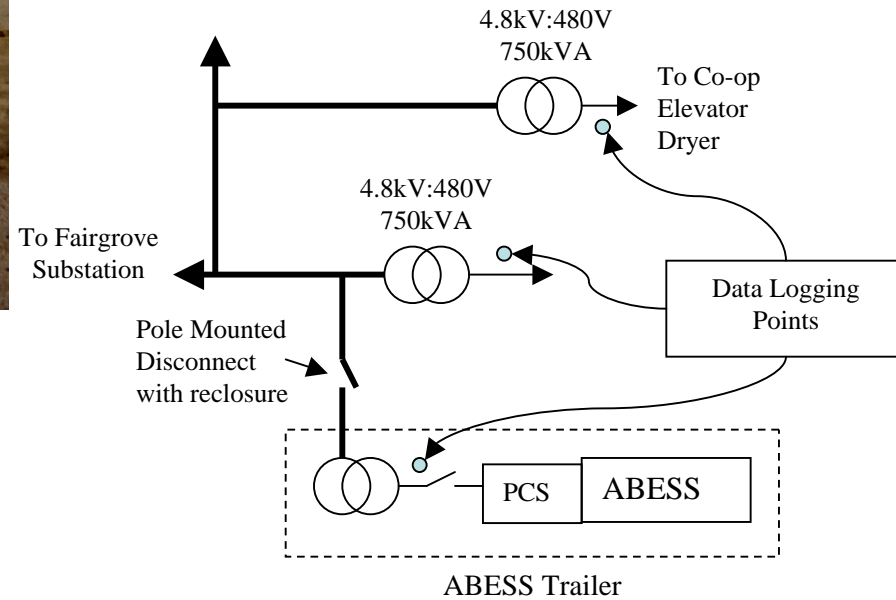 4.8kV:480V
750kVA
To Co-op
Elevator
Dryer
4.8kV:480V
750kVA
To Fairgrove
Substation
Data Logging
Points
Pole Mounted
Disconnect
with reclosure
PCS
ABESS
ABESS Trailer